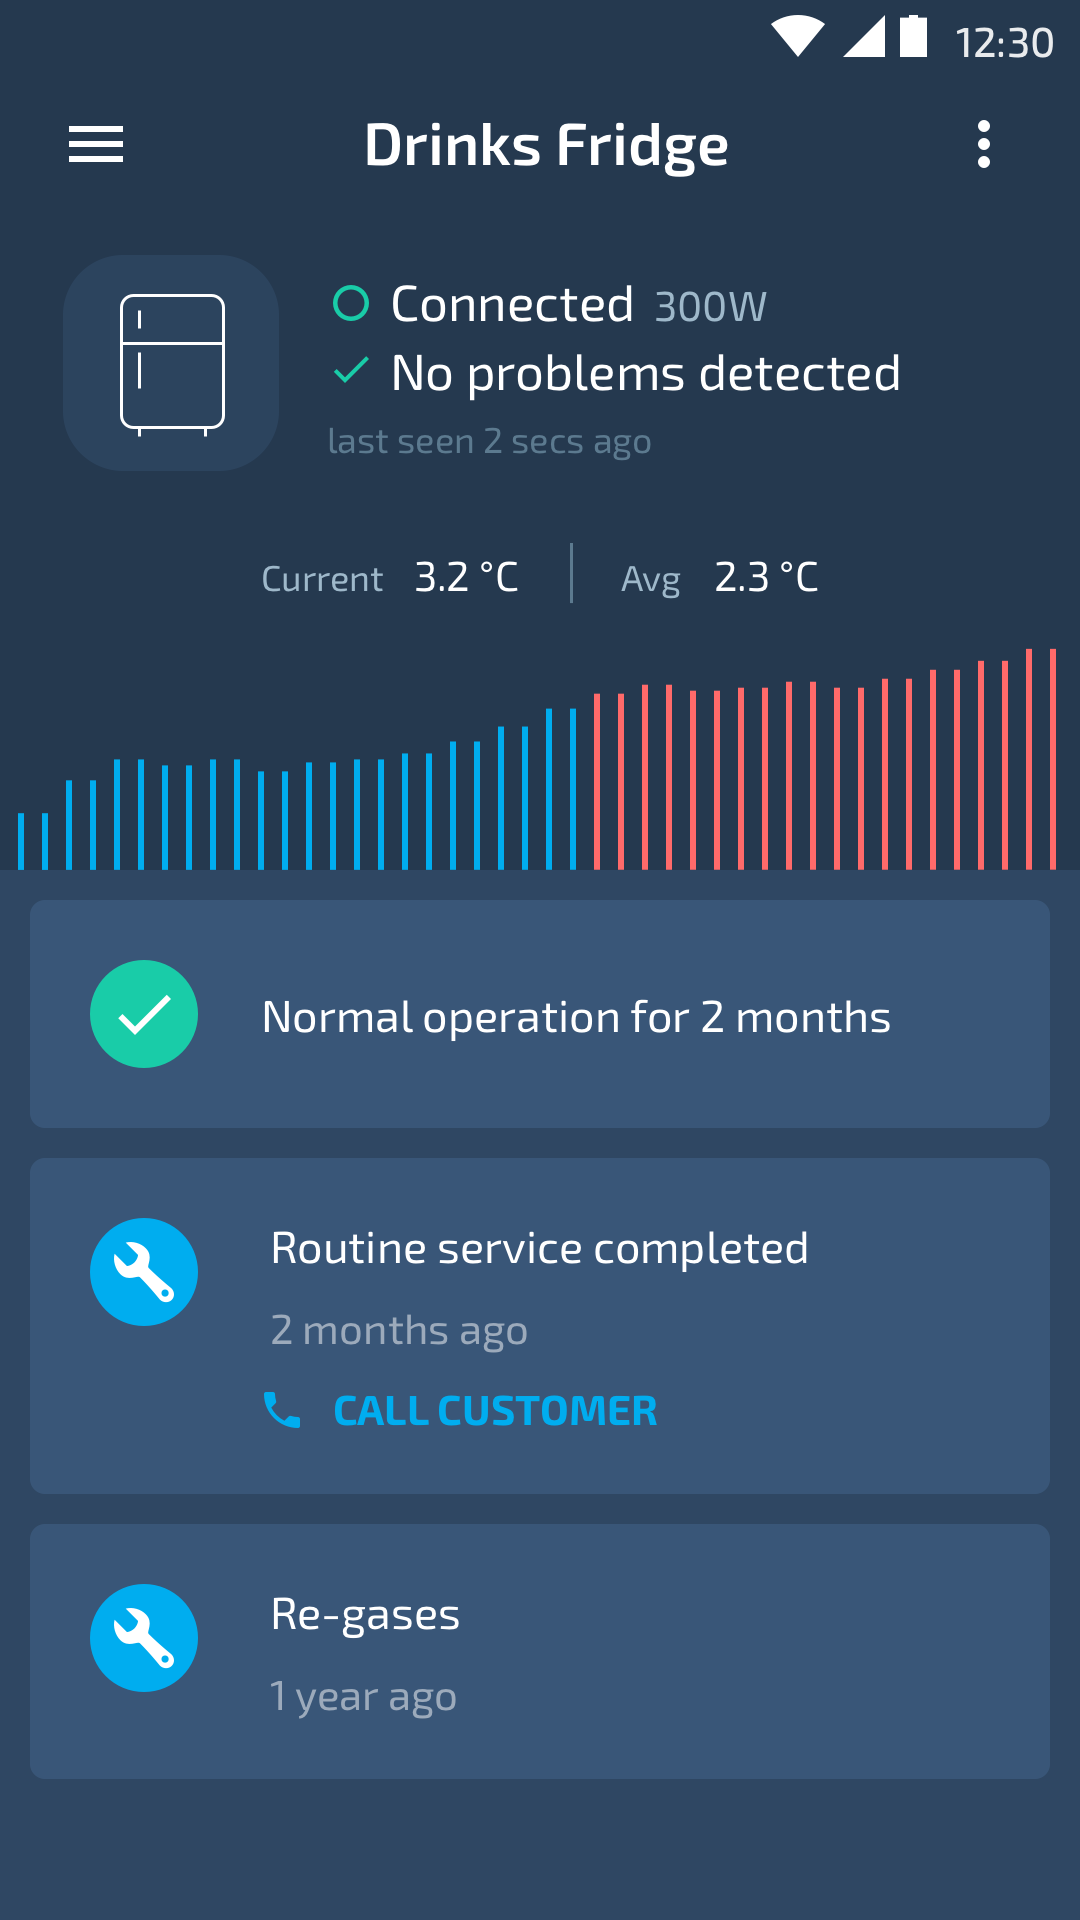 12:30
Drinks Fridge
Connected 300W
No problems detected
last seen 2 secs ago
Current 3.2 °C Avg 2.3 °C
Normal operation for 2 months
Routine service completed
2 months ago
CALL CUSTOMER
Re-gases
1 year ago